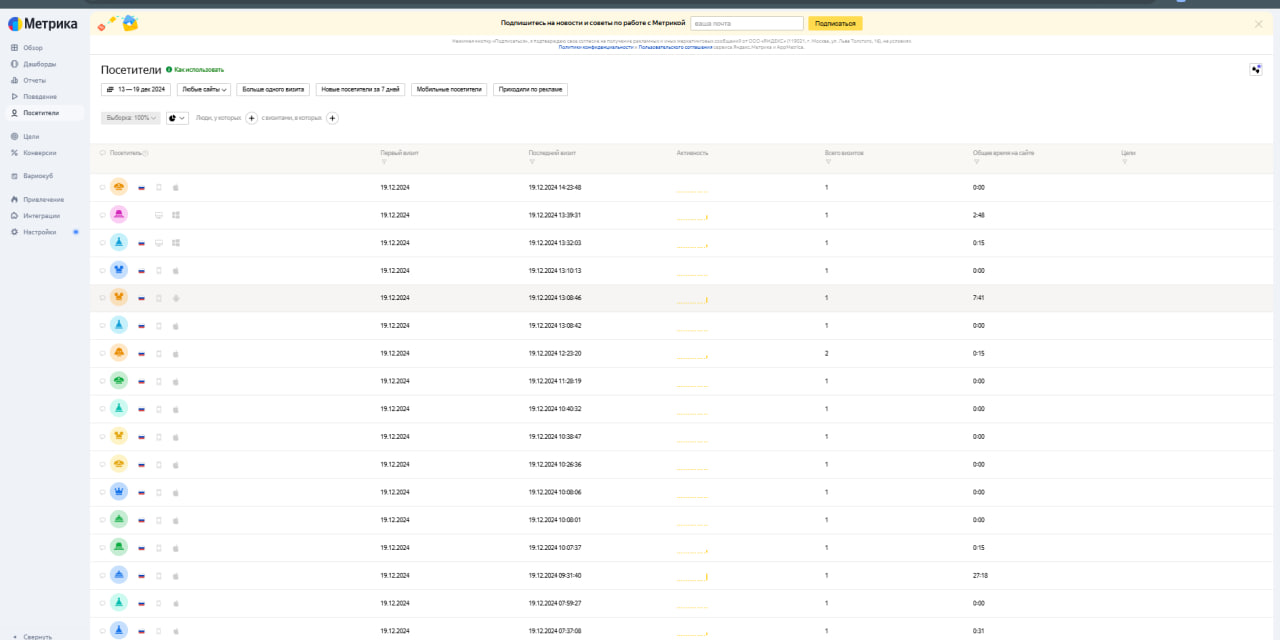 Метрика
Подпишитесь на новости и советы по работе с Метрикой
ваша почта
Подписаться
Нажимая кнопку «Подписаться», я подтверждаю свое согласие на получение рекламных и иных маркетинговых сообщений от ООО «ЯНДЕКС» (119021, г. Москва, ул. Льва Толстого, 16), на условиях
Политики конфиденциальности и Пользовательского соглашения сервиса Яндекс.Метрика и AppMetrica.
Обзор
Дашборды
Отчеты
Поведение
Посетители
Цели
Конверсии
Вариокуб
Привлечение
Интеграции
Настройки
Свернуть
Посетители
Как использовать
13 — 19 дек 2024
Любые сайты
Больше одного визита
Новые посетители за 7 дней
Мобильные посетители
Приходили по рекламе
Выборка: 100%
Люди, у которых + с визитами, в которых +
Посетитель Первый визит Последний визит Активность Всего визитов Общее время на сайте Цели
19.12.2024 19.12.2024 14:23:48 1 0:00
19.12.2024 19.12.2024 13:39:31 1 2:48
19.12.2024 19.12.2024 13:32:03 1 0:15
19.12.2024 19.12.2024 13:10:13 1 0:00
19.12.2024 19.12.2024 13:08:46 1 7:41
19.12.2024 19.12.2024 13:08:42 1 0:00
19.12.2024 19.12.2024 12:23:20 2 0:15
19.12.2024 19.12.2024 11:28:19 1 0:00
19.12.2024 19.12.2024 10:40:32 1 0:00
19.12.2024 19.12.2024 10:38:47 1 0:00
19.12.2024 19.12.2024 10:26:36 1 0:00
19.12.2024 19.12.2024 10:08:06 1 0:00
19.12.2024 19.12.2024 10:08:01 1 0:00
19.12.2024 19.12.2024 10:07:37 1 0:15
19.12.2024 19.12.2024 09:31:40 1 27:18
19.12.2024 19.12.2024 07:59:27 1 0:00
19.12.2024 19.12.2024 07:37:08 1 0:31